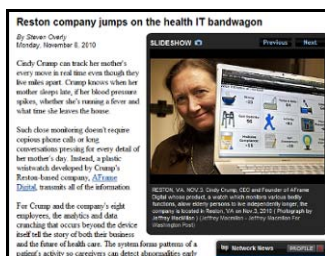 Reston company jumps on the health IT bandwagon
By Steven Overly
Monday, November 8, 2010
Cindy Crump can track her mother's
every move in real time even though they
live miles apart. Crump knows when her
mother sleeps late, if her blood pressure
spikes, whether she's running a fever and
what time she leaves the house.
Such close monitoring doesn't require
copious phone calls or long
conversations pressing for every detail of
her mother's day. Instead, a plastic
wristwatch developed by Crump's
Reston-based company, AFrame
Digital, transmits all of the information.
For Crump and the company's eight
employees, the analytics and data
crunching that occurs beyond the device
itself tell the story of both their business
and the future of health care. The system forms patterns of a
patient's activity so caregivers can detect abnormalities early
SLIDESHOW
Previous
Next
RESTON, VA. NOV.3. Cindy Crump, CEO and Founder of AFrame
Digital whose product, a watch which monitors various bodily
functions, allow elderly persons to live independently longer, the
company is located in Reston, VA on Nov 3, 2010 ( Photograph by
Jeffrey MacMillan ) (Jeffrey MacMillan - Jeffrey MacMillan For
Washington Post)
Network News
PROFILE